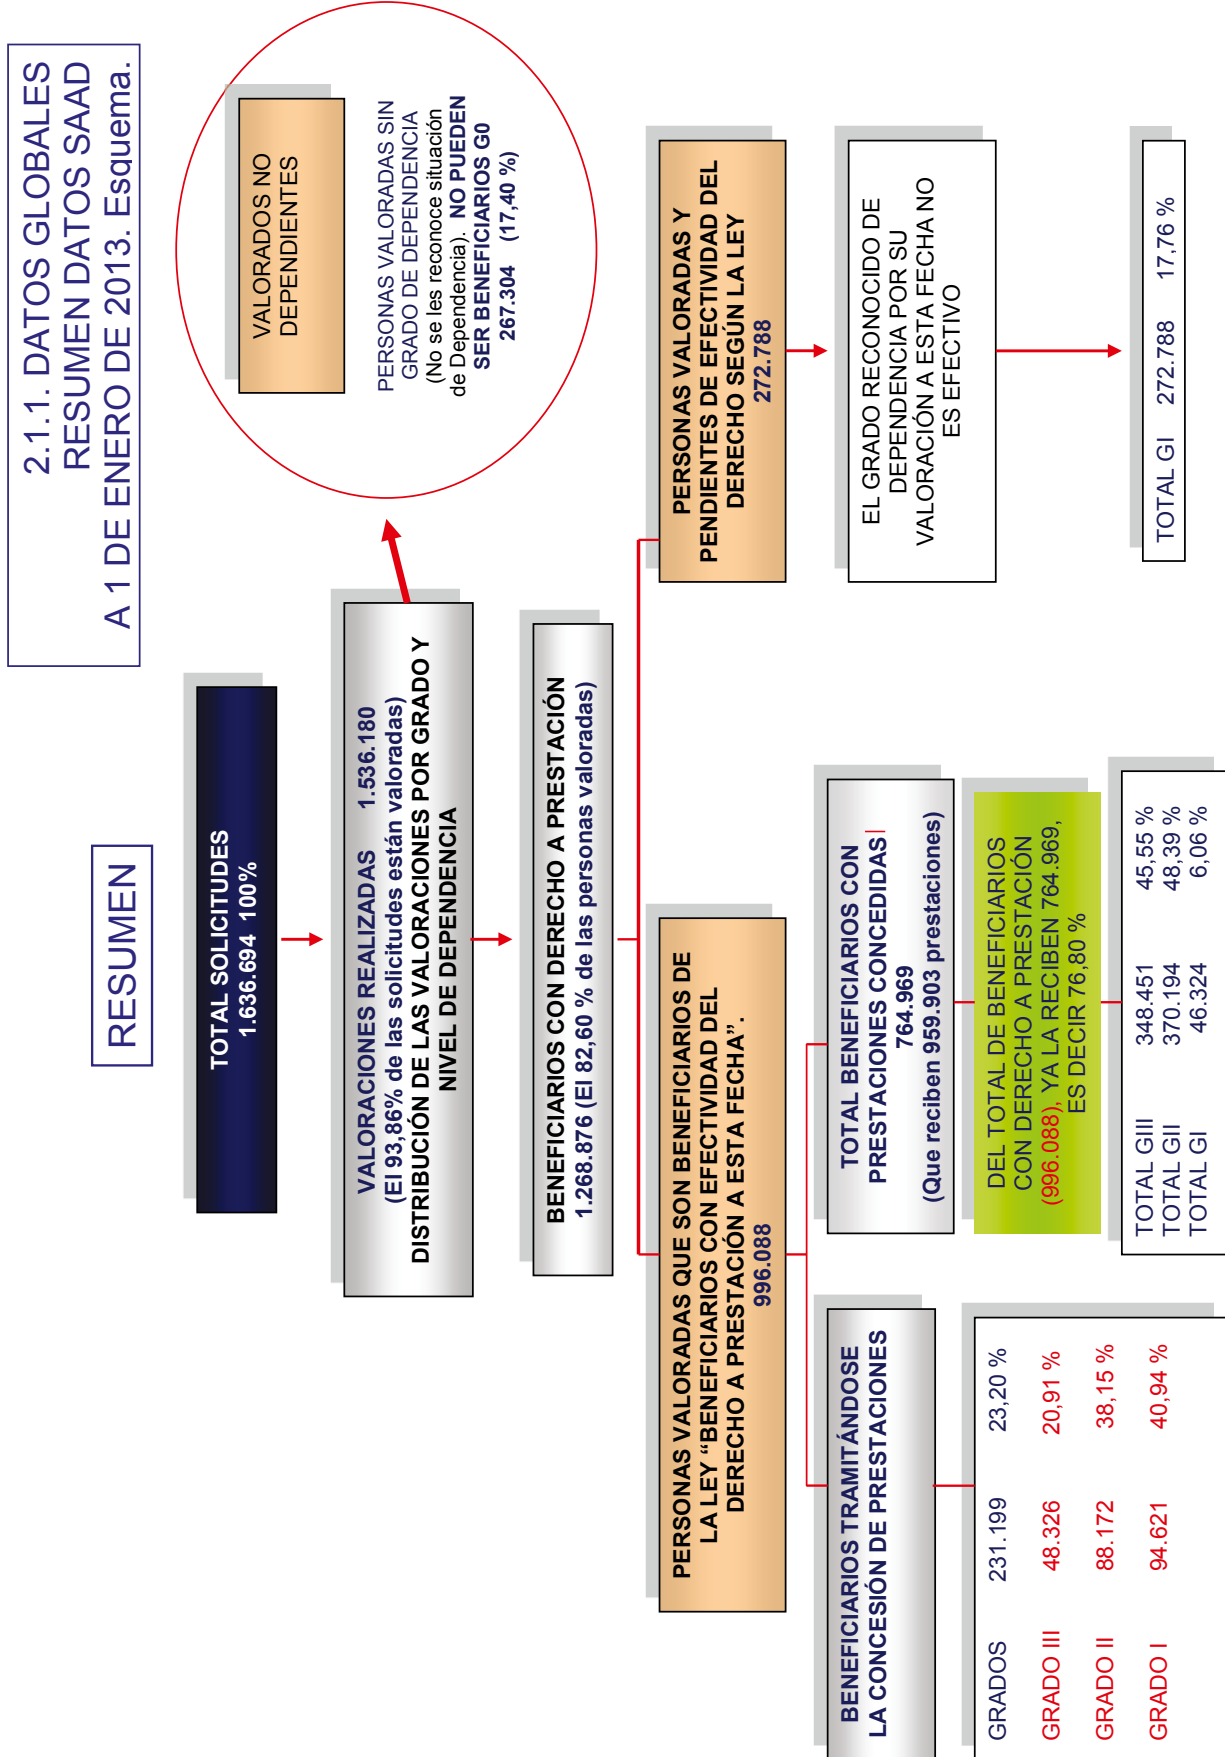 2.1.1. DATOS GLOBALES
RESUMEN DATOS SAAD
A 1 DE ENERO DE 2013. Esquema.
RESUMEN
TOTAL SOLICITUDES
1.636.694 100%
VALORACIONES REALIZADAS 1.536.180
(El 93,86% de las solicitudes están valoradas)
DISTRIBUCIÓN DE LAS VALORACIONES POR GRADO Y
NIVEL DE DEPENDENCIA
VALORADOS NO
DEPENDIENTES
PERSONAS VALORADAS SIN
GRADO DE DEPENDENCIA
(No se les reconoce situación
de Dependencia). NO PUEDEN
SER BENEFICIARIOS G0
267.304 (17,40 %)
BENEFICIARIOS CON DERECHO A PRESTACIÓN
1.268.876 (El 82,60 % de las personas valoradas)
PERSONAS VALORADAS QUE SON BENEFICIARIOS DE
LA LEY “BENEFICIARIOS CON EFECTIVIDAD DEL
DERECHO A PRESTACIÓN A ESTA FECHA”.
996.088
PERSONAS VALORADAS Y
PENDIENTES DE EFECTIVIDAD DEL
DERECHO SEGÚN LA LEY
272.788
BENEFICIARIOS TRAMITÁNDOSE
LA CONCESIÓN DE PRESTACIONES
GRADOS 231.199 23,20 %
GRADO III 48.326 20,91 %
GRADO II 88.172 38,15 %
GRADO I 94.621 40,94 %
TOTAL BENEFICIARIOS CON
PRESTACIONES CONCEDIDAS
764.969
(Que reciben 959.903 prestaciones)
DEL TOTAL DE BENEFICIARIOS
CON DERECHO A PRESTACIÓN
(996.088), YA LA RECIBEN 764.969,
ES DECIR 76,80 %
TOTAL GIII 348.451 45,55 %
TOTAL GII 370.194 48,39 %
TOTAL GI 46.324 6,06 %
EL GRADO RECONOCIDO DE
DEPENDENCIA POR SU
VALORACIÓN A ESTA FECHA NO
ES EFECTIVO
TOTAL GI 272.788 17,76 %